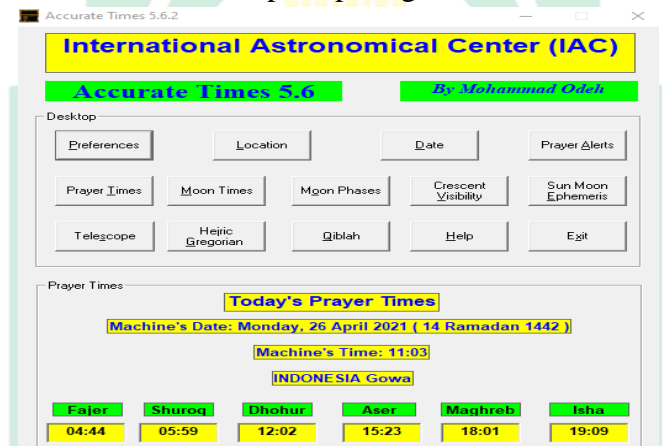 Accurate Times 5.6.2
International Astronomical Center (IAC)
Accurate Times 5.6
By Mohammad Odeh
Desktop
Preferences Location Date Prayer Alerts
Prayer Times Moon Times Moon Phases Crescent Visibility Sun Moon Ephemeris
Telescope Hejric Gregorian Qiblah Help Exit
Prayer Times
Today's Prayer Times
Machine's Date: Monday, 26 April 2021 ( 14 Ramadan 1442 )
Machine's Time: 11:03
INDONESIA Gowa
Fajer Shuroq Dhohur Aser Maghreb Isha
04:44 05:59 12:02 15:23 18:01 19:09